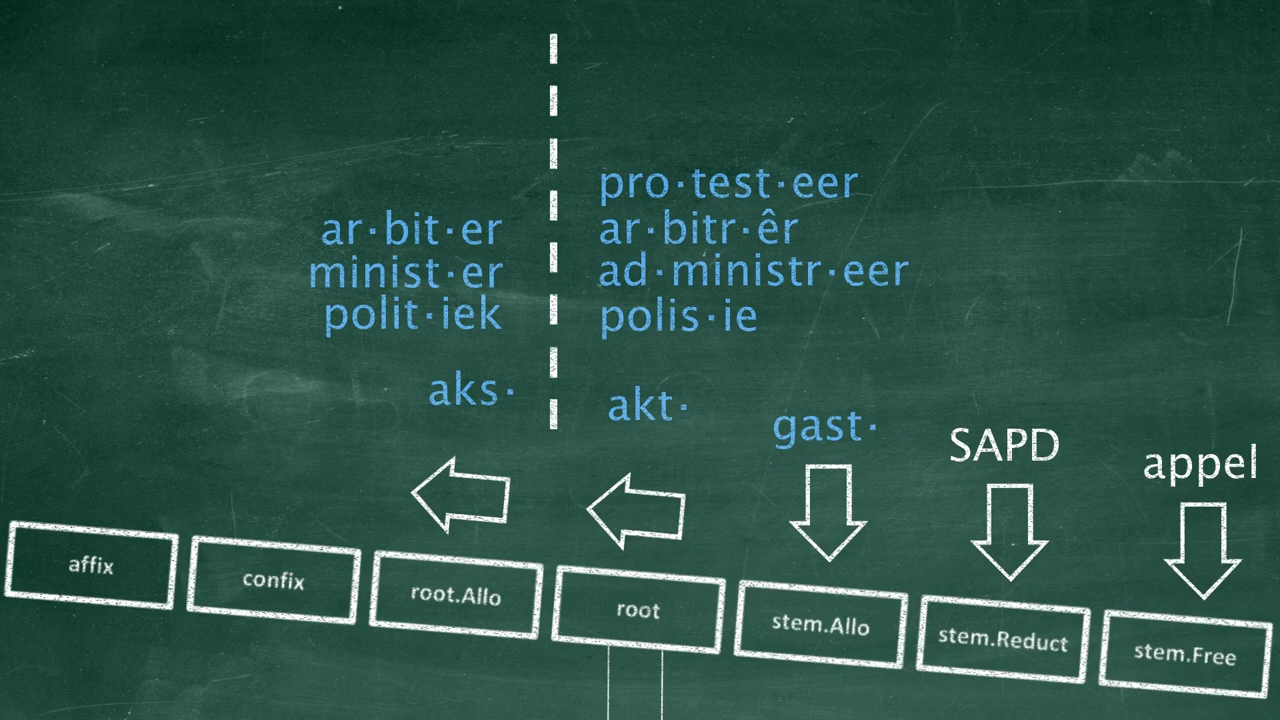 pro·test·eer
ar·bit·er
ar·bitr·êr
minist·er
ad·ministr·eer
polit·iek
polis·ie
aks·
akt·
gast·
SAPD
appel
affix
confix
root.Allo
root
stem.Allo
stem.Reduct
stem.Free